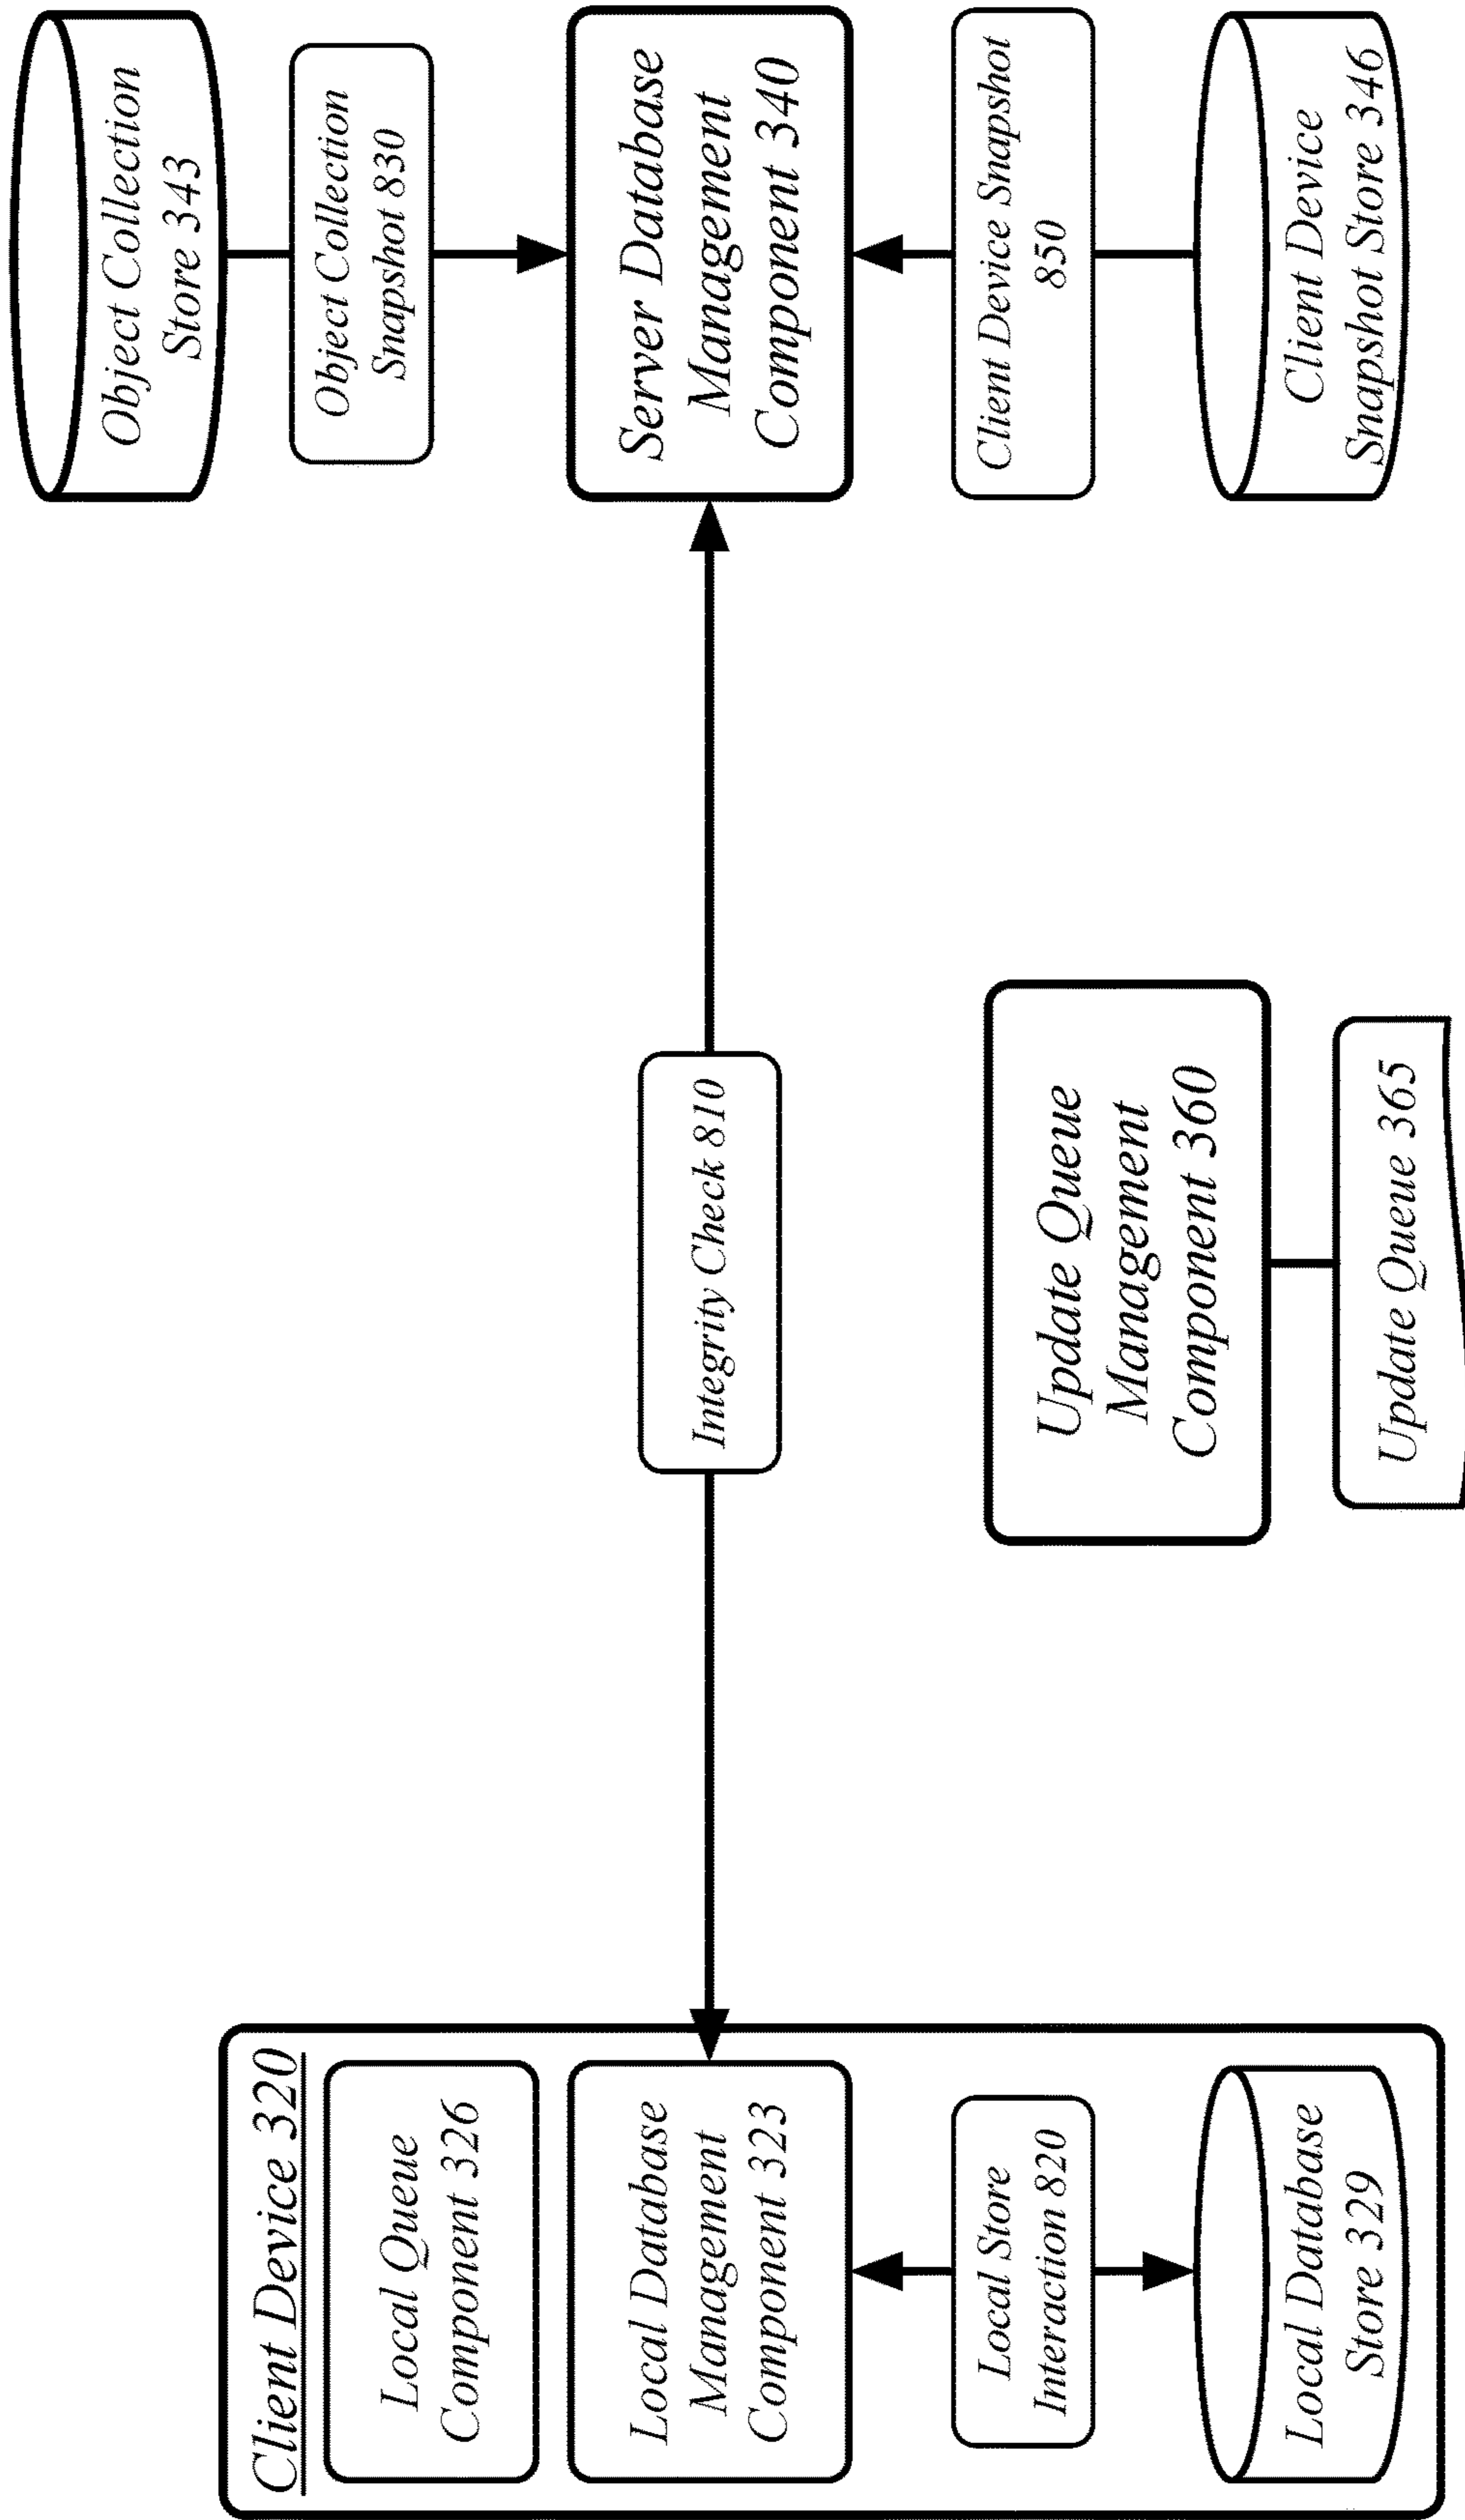 Client Device 320
Local Queue
Component 326
Local Database
Management
Component 323
Local Store
Interaction 820
Local Database
Store 329
Integrity Check 810
Update Queue
Management
Component 360
Update Queue 365
Object Collection
Store 343
Object Collection
Snapshot 830
Server Database
Management
Component 340
Client Device Snapshot
850
Client Device
Snapshot Store 346